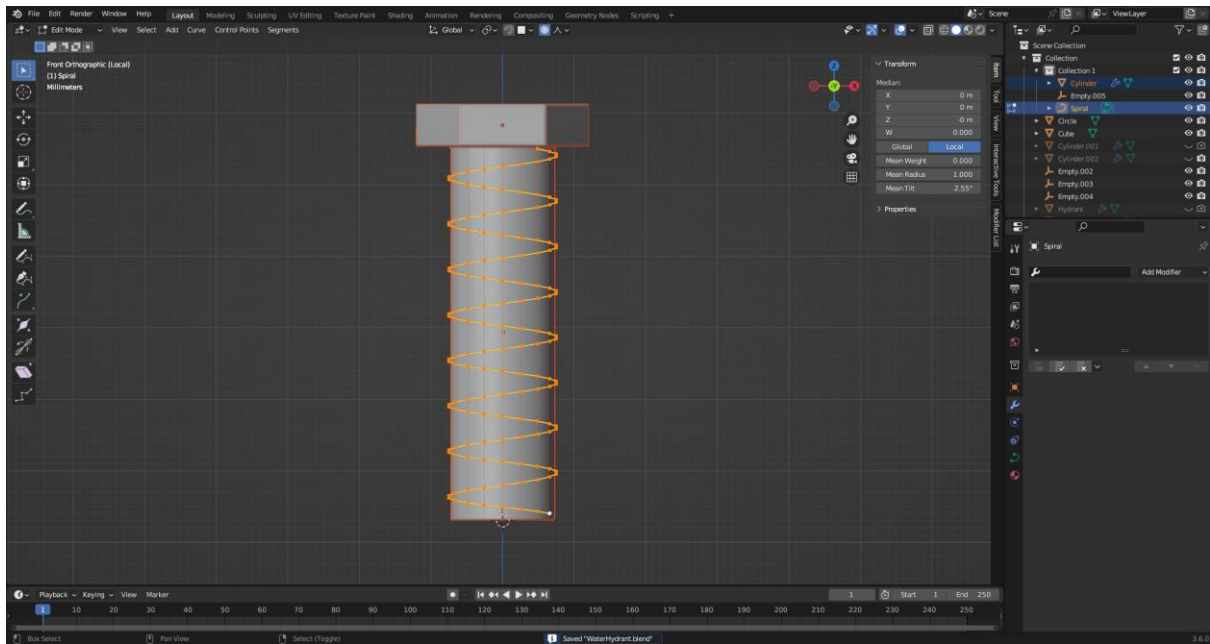 File Edit Render Window Help Layout Modeling Sculpting UV Editing Texture Paint Shading Animation Rendering Compositing Geometry Nodes Scripting + Scene ViewLayer
Edit Mode View Select Add Curve Control Points Segments Global
Front Orthographic (Local)
(1) Spiral
Millimeters
Z
Y
X
Transform
Median:
X 0 m
Y 0 m
Z -0 m
W 0.000
Global Local
Mean Weight 0.000
Mean Radius 1.000
Mean Tilt 2.55°
Properties
Item
Tool
View
Interactive Tools
Modifier List
Scene Collection
Collection
Collection 1
Cylinder
Empty.005
Spiral
Circle
Cube
Cylinder.001
Cylinder.002
Empty.002
Empty.003
Empty.004
Hydrant
Spiral
Add Modifier
Playback Keying View Marker 1 Start 1 End 250
1 10 20 30 40 50 60 70 80 90 100 110 120 130 140 150 160 170 180 190 200 210 220 230 240 250
Box Select Pan View Select (Toggle) Saved "WaterHydrant.blend" 3.6.0